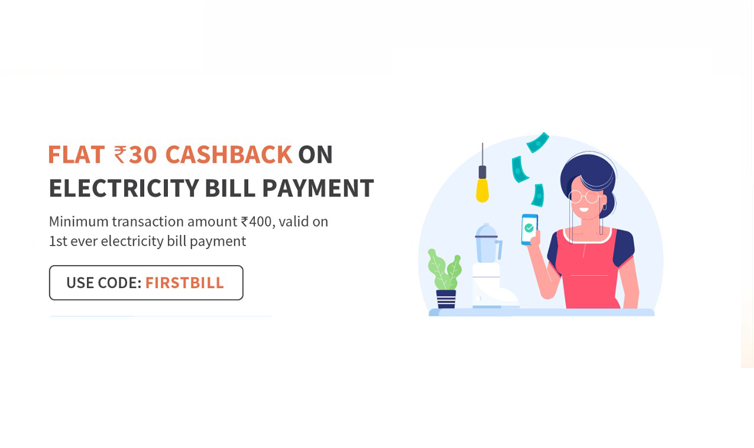 FLAT ₹30 CASHBACK ON
ELECTRICITY BILL PAYMENT
Minimum transaction amount ₹400, valid on
1st ever electricity bill payment
USE CODE: FIRSTBILL